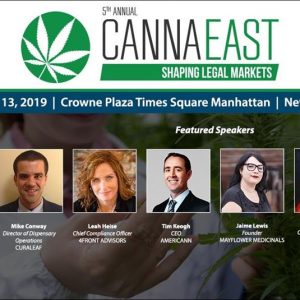 5TH ANNUAL
CANNAEAST
SHAPING LEGAL MARKETS
13, 2019 | Crowne Plaza Times Square Manhattan |
Featured Speakers
Mike Conway
Director of Dispensary
Operations
CURALEAF
Leah Heise
Chief Compliance Officer
4FRONT ADVISORS
Tim Keogh
CEO
AMERICANN
Jaime Lewis
Founder
MAYFLOWER MEDICINALS